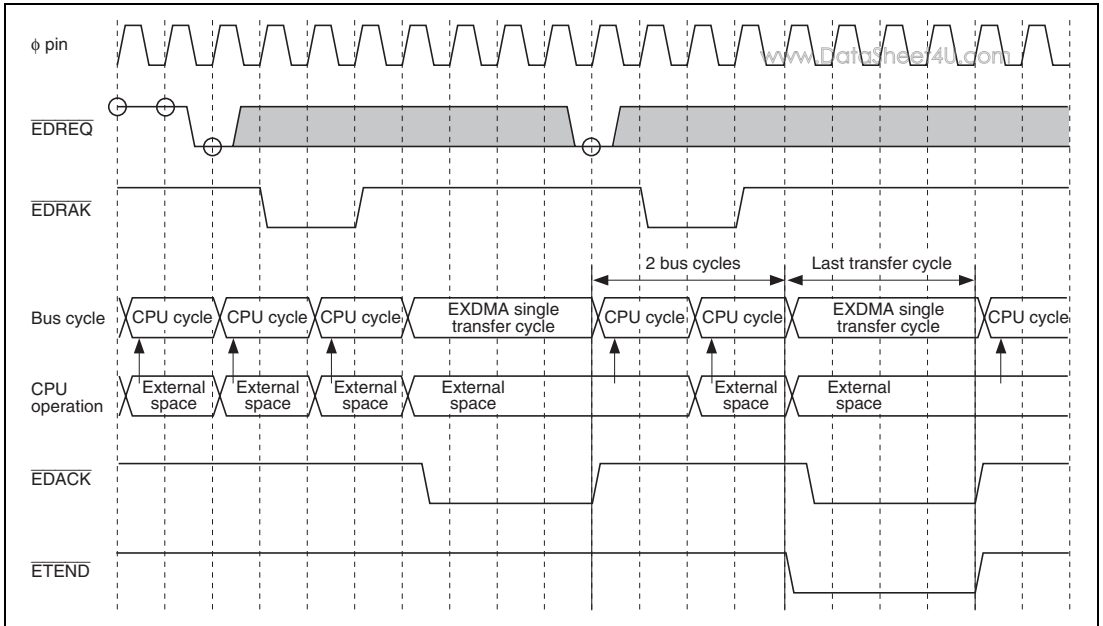 φ pin
www.DataSheet4U.com
EDREQ
EDRAK
2 bus cycles
Last transfer cycle
Bus cycle
CPU cycle
CPU cycle
CPU cycle
EXDMA single
transfer cycle
CPU cycle
CPU cycle
EXDMA single
transfer cycle
CPU cycle
CPU
operation
External
space
External
space
External
space
External
space
External
space
External
space
EDACK
ETEND